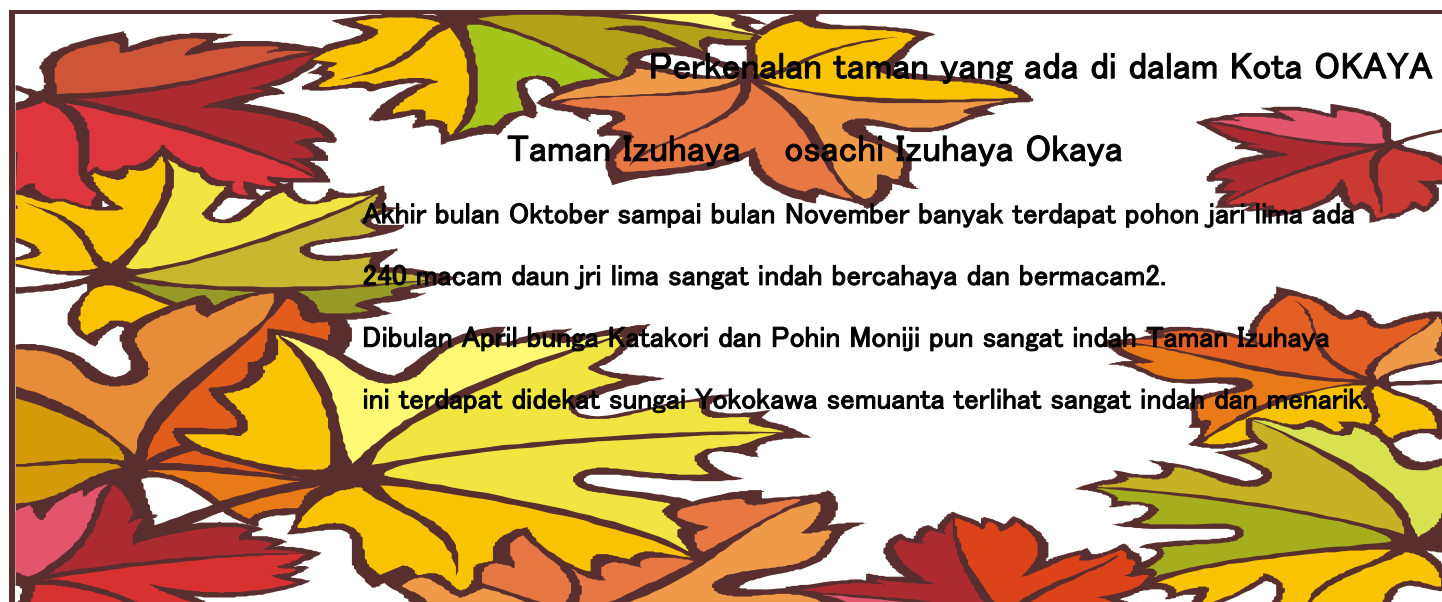 Perkenalan taman yang ada di dalam Kota OKAYA
Taman Izuhaya osachi Izuhaya Okaya
Akhir bulan Oktober sampai bulan November banyak terdapat pohon jari lima ada
240 macam daun jri lima sangat indah bercahaya dan bermacam2.
Dibulan April bunga Katakori dan Pohin Moniji pun sangat indah Taman Izuhaya
ini terdapat didekat sungai Yokokawa semuanta terlihat sangat indah dan menarik.